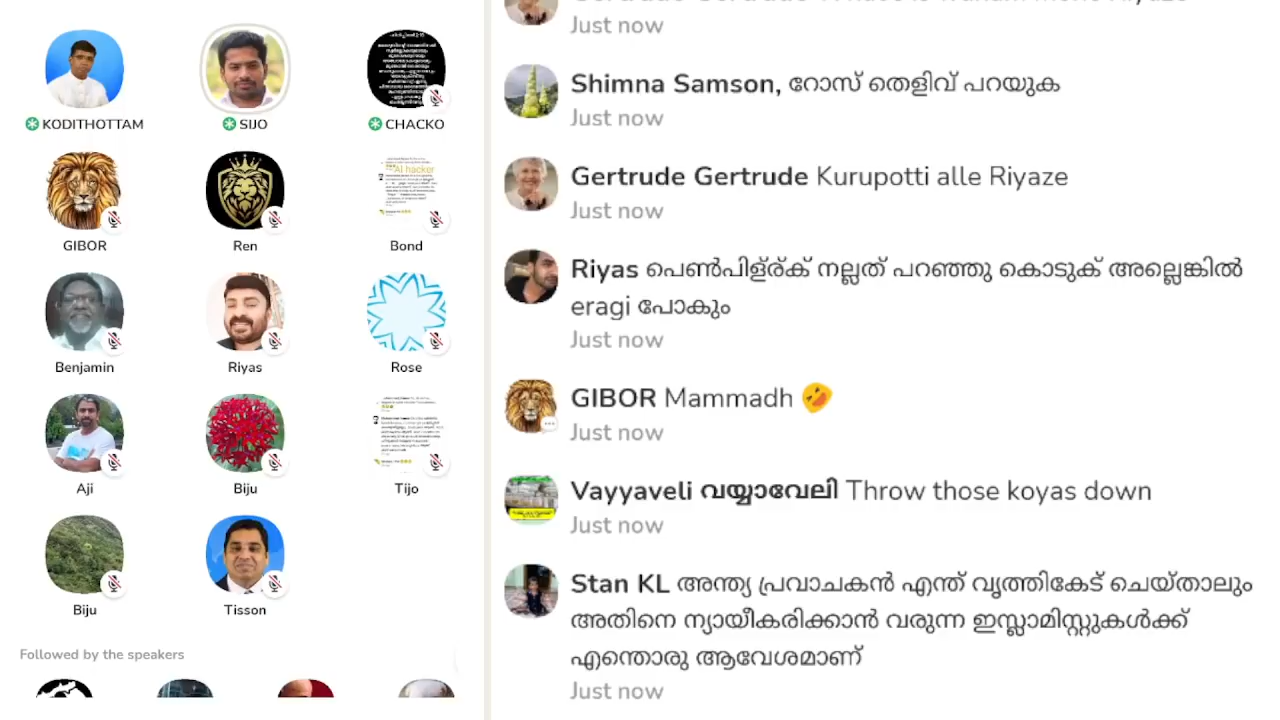 KODITHOTTAM
SIJO
CHACKO
GIBOR
Ren
AI hacker
Bond
Benjamin
Riyas
Rose
Aji
Biju
Tijo
Biju
Tisson
Followed by the speakers
Just now
Shimna Samson, റോസ് തെളിവ് പറയുക
Just now
Gertrude Gertrude Kurupotti alle Riyaze
Just now
Riyas പെൺപിള്ര്ക് നല്ലത് പറഞ്ഞു കൊടുക് അല്ലെങ്കിൽ
eragi പോകും
Just now
GIBOR Mammadh 🤣
Just now
Vayyaveli വയ്യാവേലി Throw those koyas down
Just now
Stan KL അന്ത്യ പ്രവാചകൻ എന്ത് വൃത്തികേട് ചെയ്താലും
അതിനെ ന്യായീകരിക്കാൻ വരുന്ന ഇസ്ലാമിസ്റ്റുകൾക്ക്
എന്തൊരു ആവേശമാണ്
Just now